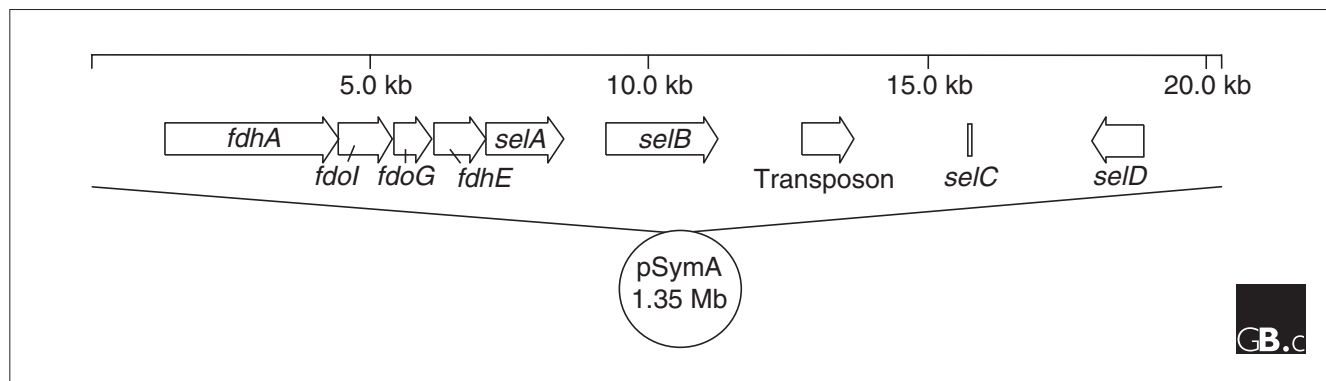 5.0 kb 10.0 kb 15.0 kb 20.0 kb
fdhA selA selB
fdoI fdoG fdhE Transposon selC selD
pSymA
1.35 Mb
GB.c